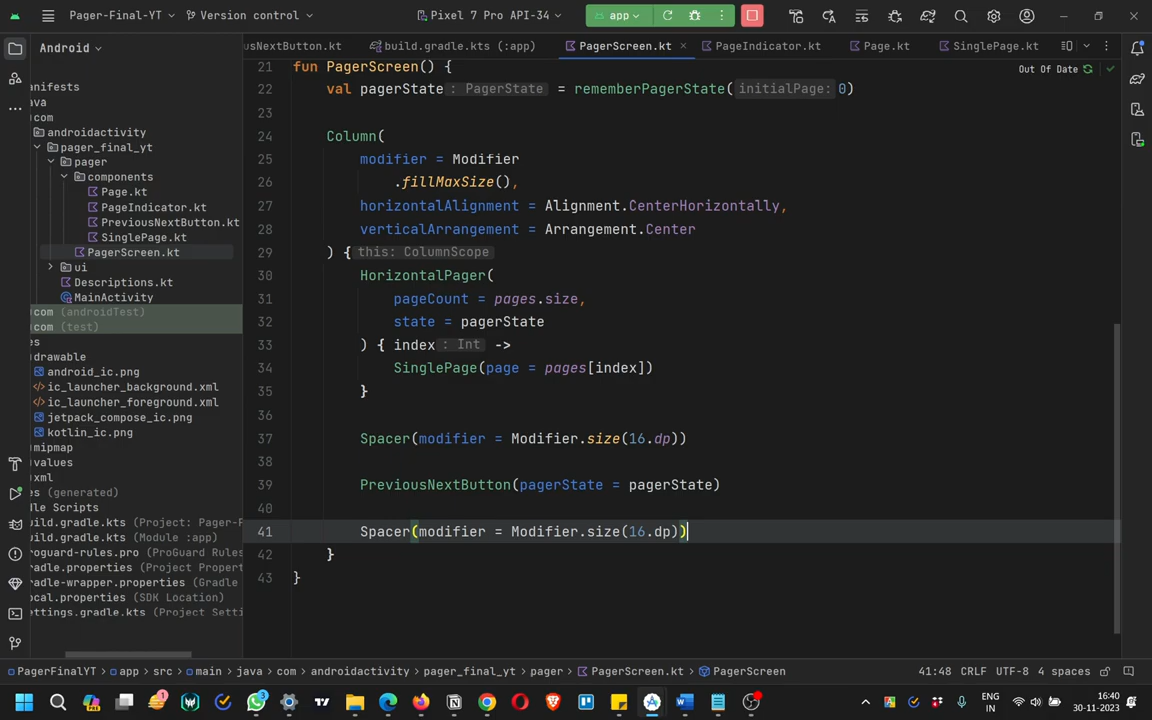 Pager-Final-YT
Version control
Pixel 7 Pro API-34
app
Android
usNextButton.kt
build.gradle.kts (:app)
PagerScreen.kt
PageIndicator.kt
Page.kt
SinglePage.kt
Out Of Date
anifests
ava
com
androidactivity
pager_final_yt
pager
components
Page.kt
PageIndicator.kt
PreviousNextButton.kt
SinglePage.kt
PagerScreen.kt
ui
Descriptions.kt
MainActivity
com (androidTest)
com (test)
es
drawable
android_ic.png
ic_launcher_background.xml
ic_launcher_foreground.xml
jetpack_compose_ic.png
kotlin_ic.png
mipmap
values
xml
es (generated)
dle Scripts
uild.gradle.kts (Project: Pager-F
uild.gradle.kts (Module :app)
roguard-rules.pro (ProGuard Rules
radle.properties (Project Propert
radle-wrapper.properties (Gradle
ocal.properties (SDK Location)
ettings.gradle.kts (Project Setti
21 fun PagerScreen() {
22 val pagerState : PagerState = rememberPagerState( initialPage: 0)
23
24 Column(
25 modifier = Modifier
26 .fillMaxSize(),
27 horizontalAlignment = Alignment.CenterHorizontally,
28 verticalArrangement = Arrangement.Center
29 ) { this: ColumnScope
30 HorizontalPager(
31 pageCount = pages.size,
32 state = pagerState
33 ) { index : Int ->
34 SinglePage(page = pages[index])
35 }
36
37 Spacer(modifier = Modifier.size(16.dp))
38
39 PreviousNextButton(pagerState = pagerState)
40
41 Spacer(modifier = Modifier.size(16.dp))
42 }
43 }
PagerFinalYT > app > src > main > java > com > androidactivity > pager_final_yt > pager > PagerScreen.kt > PagerScreen
41:48 CRLF UTF-8 4 spaces
1
PRE
3
ENG
IN
16:40
30-11-2023